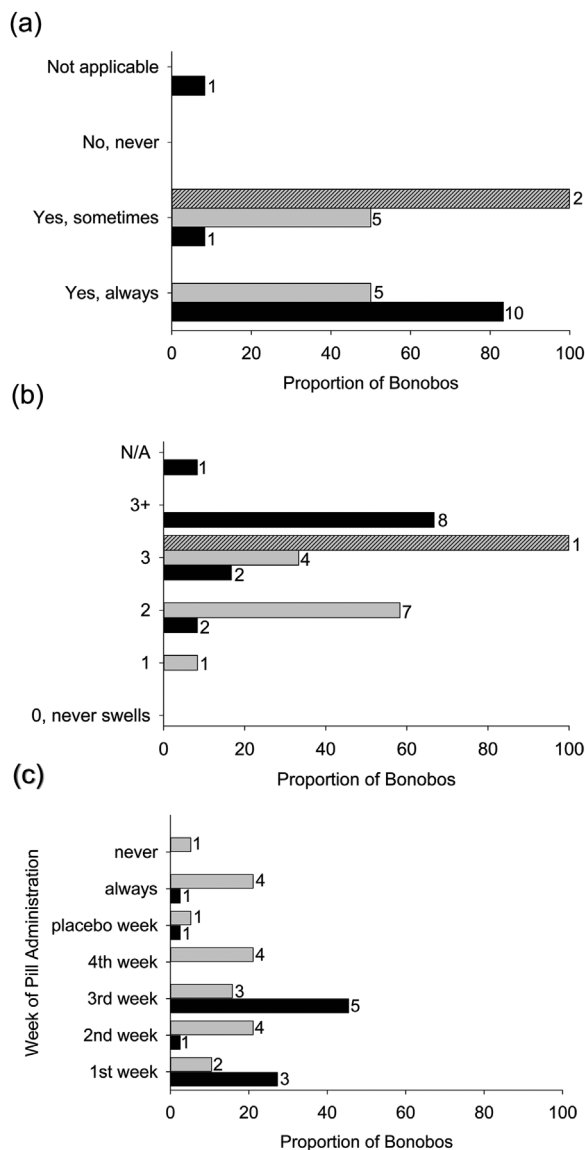 (a)
Not applicable
1
No, never
2
Yes, sometimes
5
1
Yes, always
5
10
0 20 40 60 80 100
Proportion of Bonobos
(b)
N/A
1
3+
8
1
3
4
2
2
7
2
1
1
0, never swells
0 20 40 60 80 100
Proportion of Bonobos
(c)
Week of Pill Administration
never
1
always
4
1
placebo week
1
1
4th week
4
3rd week
3
5
2nd week
4
1
1st week
2
3
0 20 40 60 80 100
Proportion of Bonobos